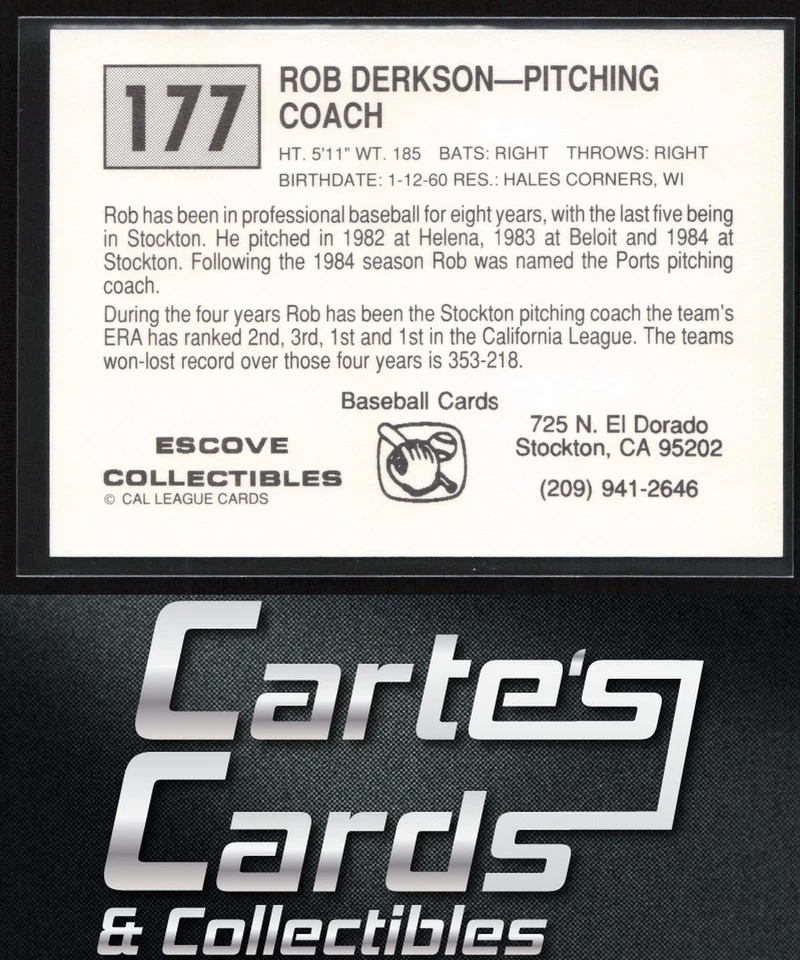 177
ROB DERKSON—PITCHING
COACH
HT. 5'11" WT. 185 BATS: RIGHT THROWS: RIGHT
BIRTHDATE: 1-12-60 RES.: HALES CORNERS, WI
Rob has been in professional baseball for eight years, with the last five being
in Stockton. He pitched in 1982 at Helena, 1983 at Beloit and 1984 at
Stockton. Following the 1984 season Rob was named the Ports pitching
coach.
During the four years Rob has been the Stockton pitching coach the team's
ERA has ranked 2nd, 3rd, 1st and 1st in the California League. The teams
won-lost record over those four years is 353-218.
Baseball Cards
ESCOVE
COLLECTIBLES
© CAL LEAGUE CARDS
725 N. El Dorado
Stockton, CA 95202
(209) 941-2646
Carte's
Cards
& Collectibles